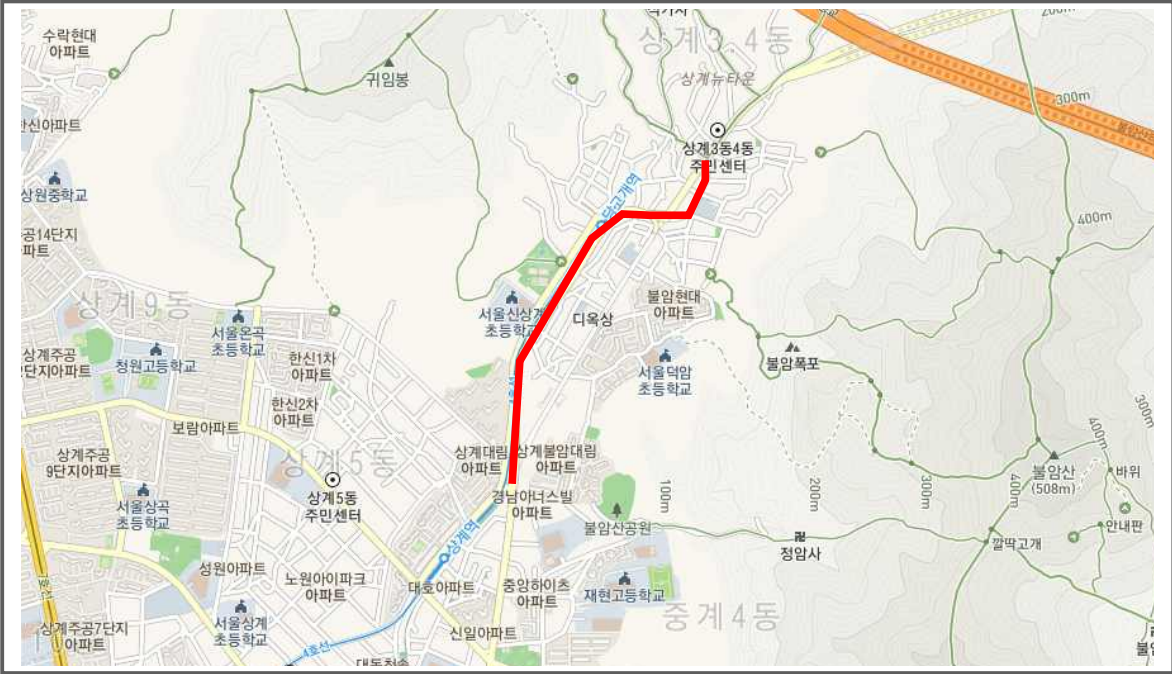 수락현대
아파트
귀임봉
상계3.4동
상계뉴타운
200m
300m
한신아파트
상계3동4동
주민센터
상원중학교
당고개역
400m
공14단지
파트
상계9동
서울온곡
초등학교
서울신상계
초등학교
디옥상
불암현대
아파트
상계주공
단지아파트
청원고등학교
한신1차
아파트
서울덕암
초등학교
불암폭포
한신2차
아파트
보람아파트
300m
400m
상계주공
9단지아파트
상계5동
상계대림
아파트
상계불암대림
아파트
불암산
(508m)
바위
상계5동
주민센터
경남아너스빌
아파트
100m
200m
300m
400m
서울상곡
초등학교
불암산공원
안내판
상계역
정암사
깔딱고개
성원아파트
노원아이파크
아파트
대호아파트
중앙하이츠
아파트
재현고등학교
7호선
서울상계
초등학교
중계4동
상계주공7단지
아파트
신일아파트
4호선